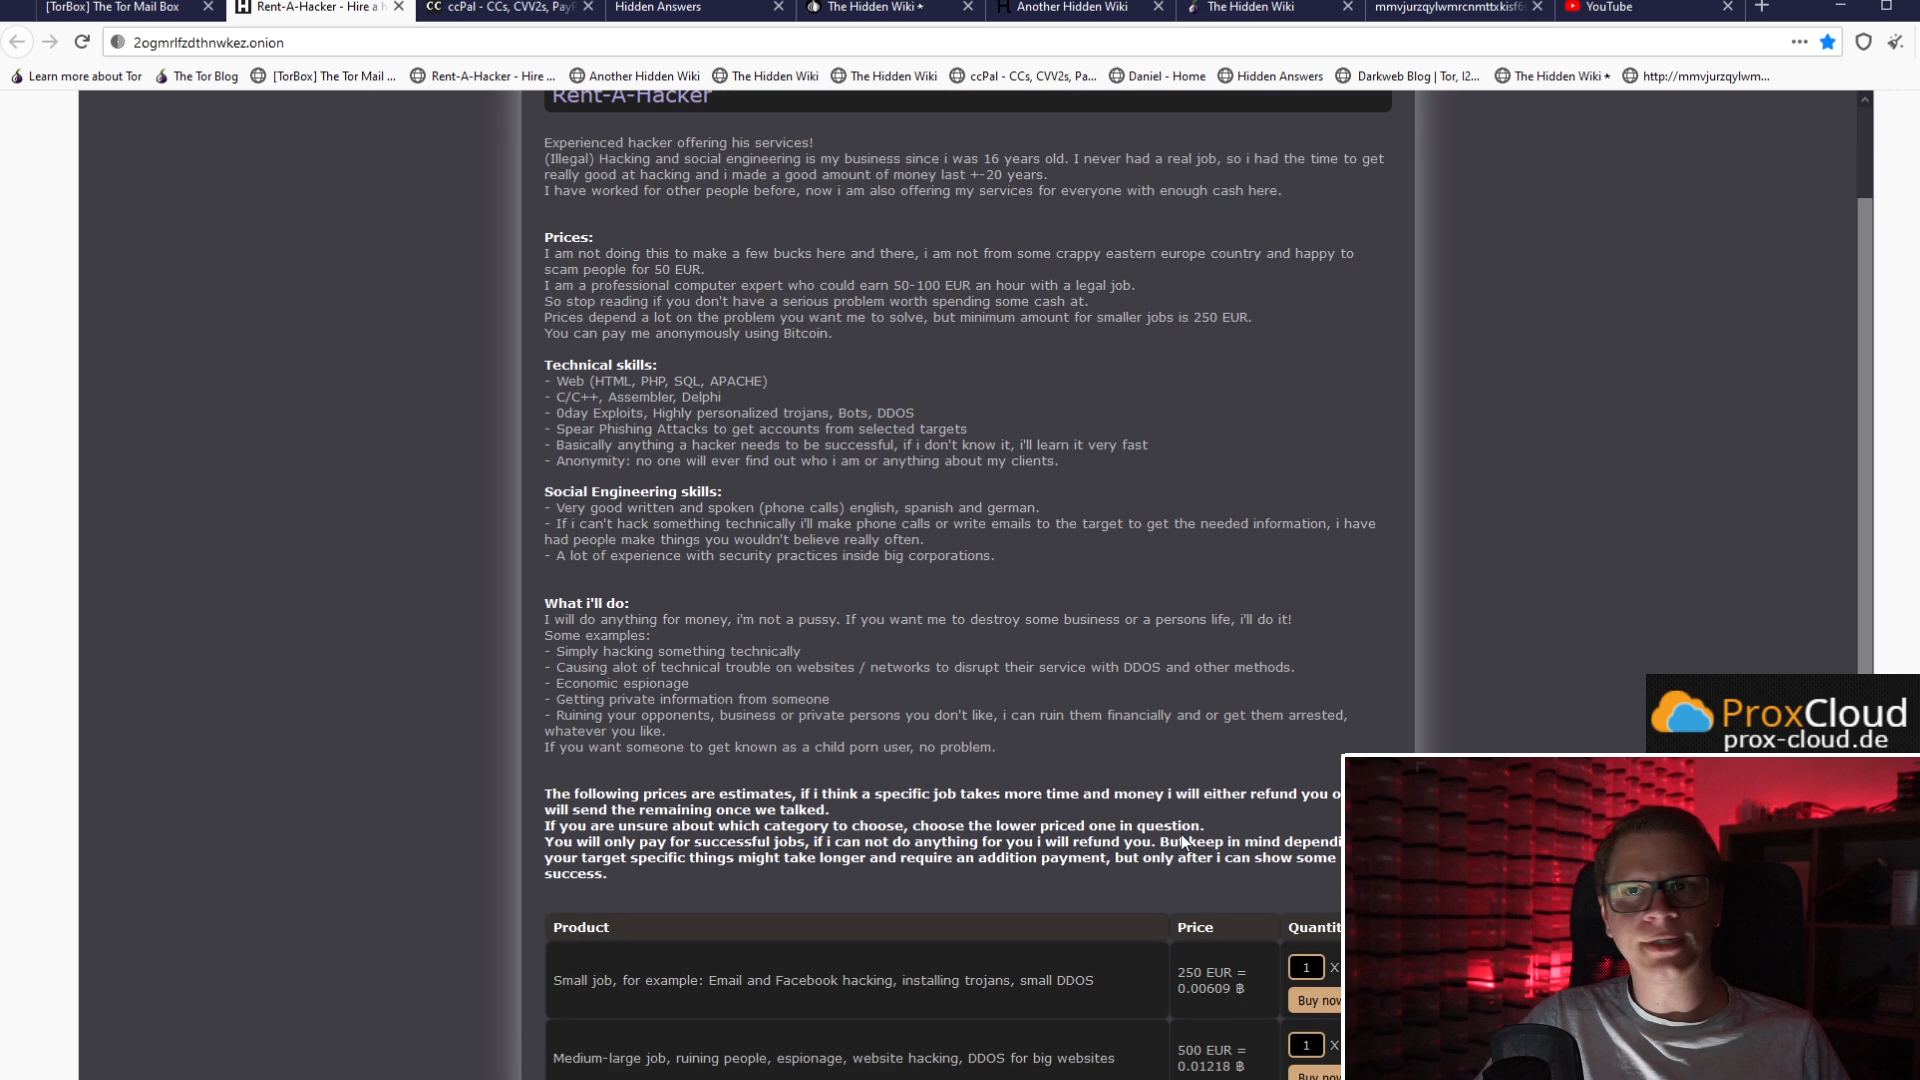 [TorBox] The Tor Mail Box
Rent-A-Hacker - Hire a h
ccPal - CCs, CVV2s, PayP
Hidden Answers
The Hidden Wiki
Another Hidden Wiki
The Hidden Wiki
mmvjurzqylwmrcnmttxkisf6
YouTube
2ogmrlfzdthnwkez.onion
Learn more about Tor
The Tor Blog
[TorBox] The Tor Mail ...
Rent-A-Hacker - Hire ...
Another Hidden Wiki
The Hidden Wiki
The Hidden Wiki
ccPal - CCs, CVV2s, Pa...
Daniel - Home
Hidden Answers
Darkweb Blog | Tor, I2...
The Hidden Wiki
http://mmvjurzqylwm...
Rent-A-Hacker
Experienced hacker offering his services!
(Illegal) Hacking and social engineering is my business since i was 16 years old. I never had a real job, so i had the time to get
really good at hacking and i made a good amount of money last +-20 years.
I have worked for other people before, now i am also offering my services for everyone with enough cash here.
Prices:
I am not doing this to make a few bucks here and there, i am not from some crappy eastern europe country and happy to
scam people for 50 EUR.
I am a professional computer expert who could earn 50-100 EUR an hour with a legal job.
So stop reading if you don't have a serious problem worth spending some cash at.
Prices depend a lot on the problem you want me to solve, but minimum amount for smaller jobs is 250 EUR.
You can pay me anonymously using Bitcoin.
Technical skills:
- Web (HTML, PHP, SQL, APACHE)
- C/C++, Assembler, Delphi
- 0day Exploits, Highly personalized trojans, Bots, DDOS
- Spear Phishing Attacks to get accounts from selected targets
- Basically anything a hacker needs to be successful, if i don't know it, i'll learn it very fast
- Anonymity: no one will ever find out who i am or anything about my clients.
Social Engineering skills:
- Very good written and spoken (phone calls) english, spanish and german.
- If i can't hack something technically i'll make phone calls or write emails to the target to get the needed information, i have
had people make things you wouldn't believe really often.
- A lot of experience with security practices inside big corporations.
What i'll do:
I will do anything for money, i'm not a pussy. If you want me to destroy some business or a persons life, i'll do it!
Some examples:
- Simply hacking something technically
- Causing alot of technical trouble on websites / networks to disrupt their service with DDOS and other methods.
- Economic espionage
- Getting private information from someone
- Ruining your opponents, business or private persons you don't like, i can ruin them financially and or get them arrested,
whatever you like.
If you want someone to get known as a child porn user, no problem.
The following prices are estimates, if i think a specific job takes more time and money i will either refund you o
will send the remaining once we talked.
If you are unsure about which category to choose, choose the lower priced one in question.
You will only pay for successful jobs, if i can not do anything for you i will refund you. But keep in mind dependi
your target specific things might take longer and require an addition payment, but only after i can show some
success.
Product Price Quantit
Small job, for example: Email and Facebook hacking, installing trojans, small DDOS
250 EUR =
0.00609 ฿
1 X
Buy now
Medium-large job, ruining people, espionage, website hacking, DDOS for big websites
500 EUR =
0.01218 ฿
1 X
Buy now
ProxCloud
prox-cloud.de